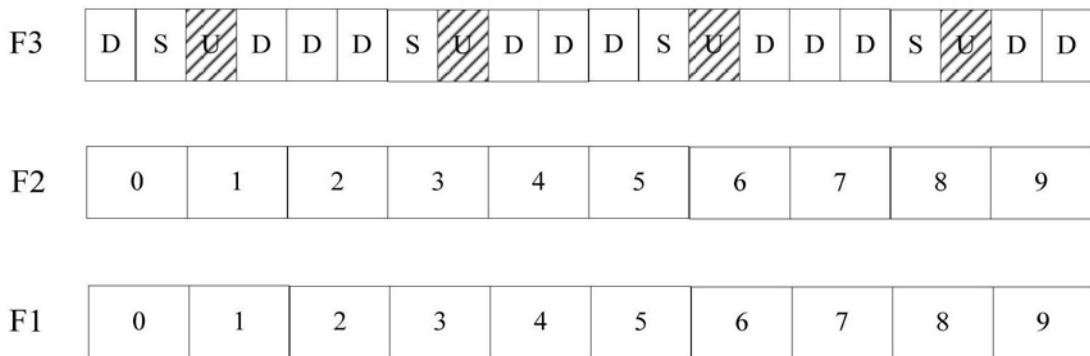 F3 D S U D D D S U D D D S U D D D S U D D
F2 0 1 2 3 4 5 6 7 8 9
F1 0 1 2 3 4 5 6 7 8 9